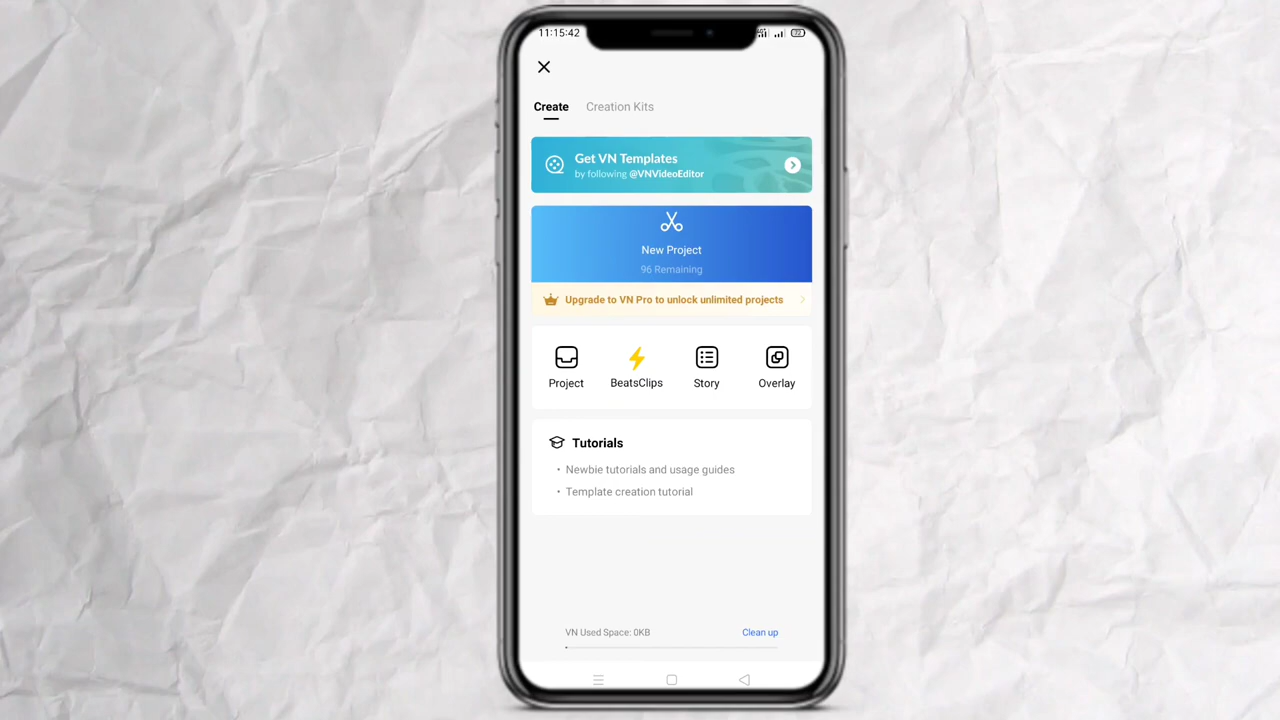 11:15:42
72
Create
Creation Kits
Get VN Templates
by following @VNVideoEditor
New Project
96 Remaining
Upgrade to VN Pro to unlock unlimited projects
Project
BeatsClips
Story
Overlay
Tutorials
• Newbie tutorials and usage guides
• Template creation tutorial
VN Used Space: 0KB
Clean up